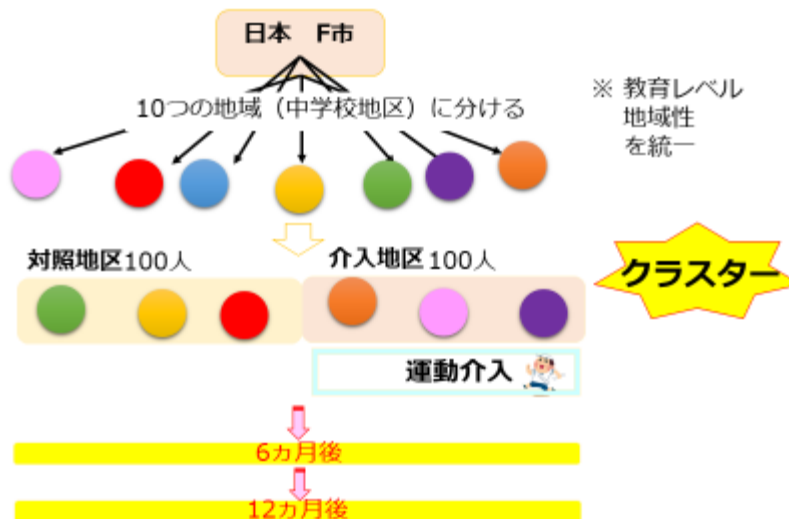 日本　F市
10つの地域（中学校地区）に分ける
※ 教育レベル
地域性
を統一
対照地区100人
介入地区100人
クラスター
運動介入
6ヵ月後
12ヵ月後